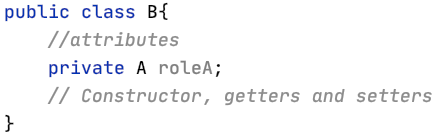 public class B{
    //attributes
    private A roleA;
    // Constructor, getters and setters
}